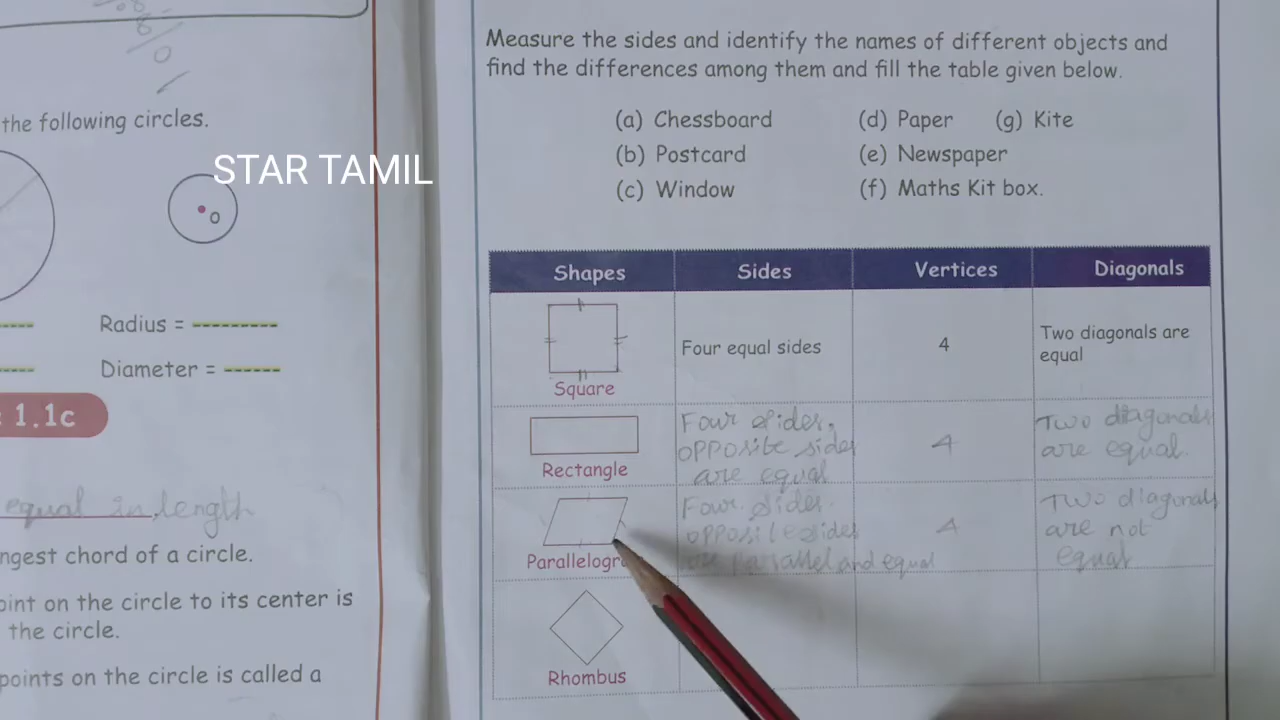 the following circles.
STAR TAMIL
o
Radius =
Diameter =
1.1c
equal in length
ngest chord of a circle.
oint on the circle to its center is
the circle.
points on the circle is called a
Measure the sides and identify the names of different objects and
find the differences among them and fill the table given below.
(a) Chessboard (d) Paper (g) Kite
(b) Postcard (e) Newspaper
(c) Window (f) Maths Kit box.
Shapes Sides Vertices Diagonals
Square
Four equal sides
4
Two diagonals are
equal
Rectangle
Four sides,
opposite sides
are equal
4
Two diagonals
are equal.
Parallelogr
Four sides.
opposite sides
are parallel and equal
4
Two diagonals
are not
equal
Rhombus